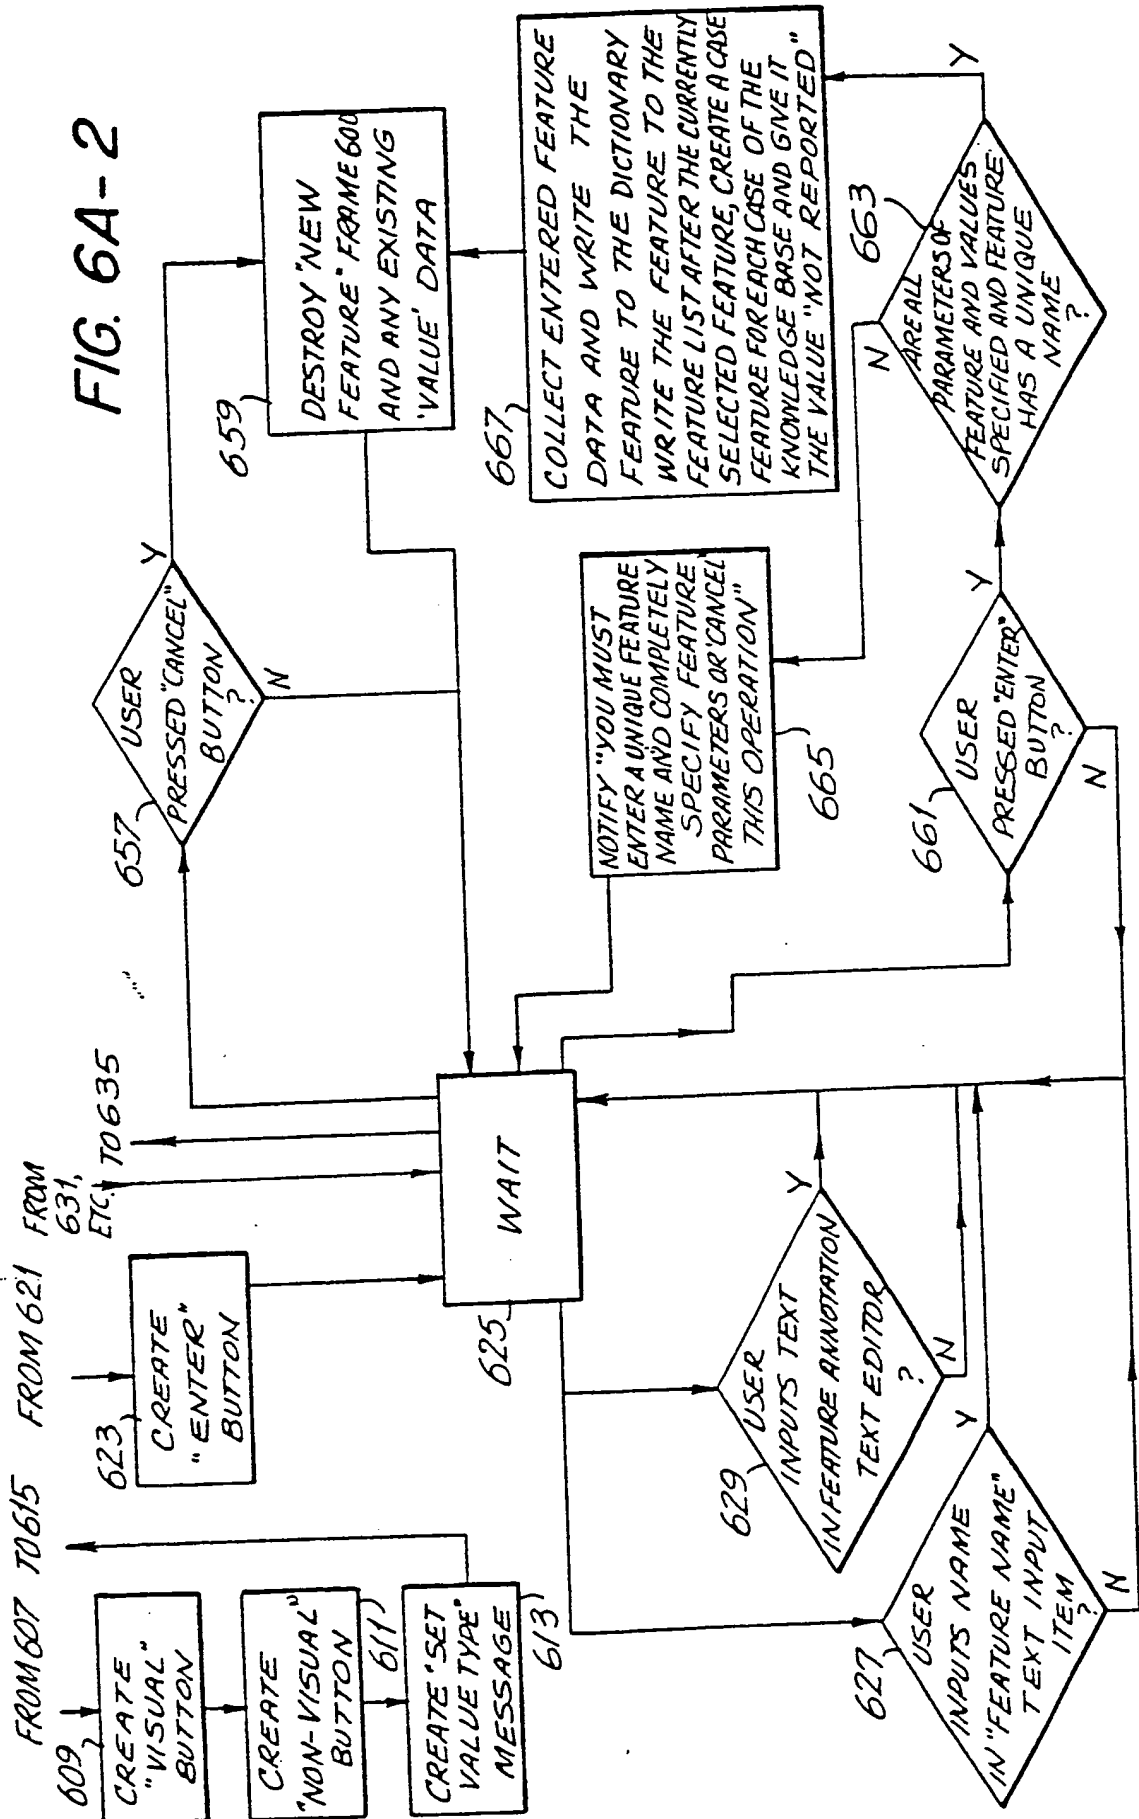 FIG. 6A-2
FROM 607
TO 615
FROM 621
FROM
631,
ETC.
TO 635
609
CREATE
"VISUAL"
BUTTON
CREATE
"NON-VISUAL"
BUTTON
611
CREATE "SET
VALUE TYPE"
MESSAGE
613
623
CREATE
"ENTER"
BUTTON
WAIT
625
657
USER
PRESSED "CANCEL"
BUTTON
?
Y
N
659
DESTROY "NEW
FEATURE" FRAME 600
AND ANY EXISTING
'VALUE' DATA
667
COLLECT ENTERED FEATURE
DATA AND WRITE THE
FEATURE TO THE DICTIONARY
WRITE THE FEATURE TO THE
FEATURE LIST AFTER THE CURRENTLY
SELECTED FEATURE, CREATE A CASE
FEATURE FOR EACH CASE OF THE
KNOWLEDGE BASE AND GIVE IT
THE VALUE "NOT REPORTED"
NOTIFY "YOU MUST
ENTER A UNIQUE FEATURE
NAME AND COMPLETELY
SPECIFY FEATURE
PARAMETERS OR 'CANCEL'
THIS OPERATION"
665
629
USER
INPUTS TEXT
IN FEATURE ANNOTATION
TEXT EDITOR
?
Y
N
627
USER
INPUTS NAME
IN "FEATURE NAME"
TEXT INPUT
ITEM
?
Y
N
661
USER
PRESSED "ENTER"
BUTTON
?
Y
N
663
ARE ALL
PARAMETERS OF
FEATURE AND VALUES
SPECIFIED AND FEATURE
HAS A UNIQUE
NAME
?
N
Y